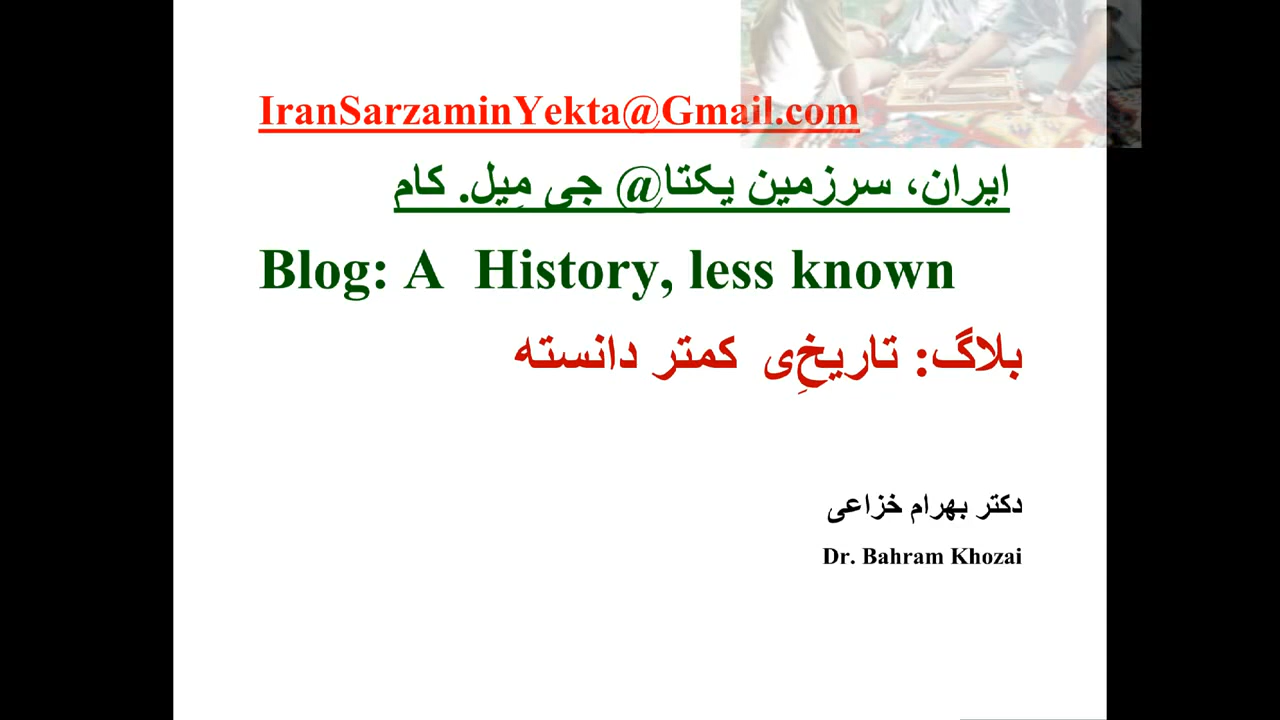 IranSarzaminYekta@Gmail.com
ایران، سرزمین یکتا@ جی مِیل. کام
Blog: A History, less known
بلاگ: تاریخِی کمتر دانسته
دکتر بهرام خزاعی
Dr. Bahram Khozai